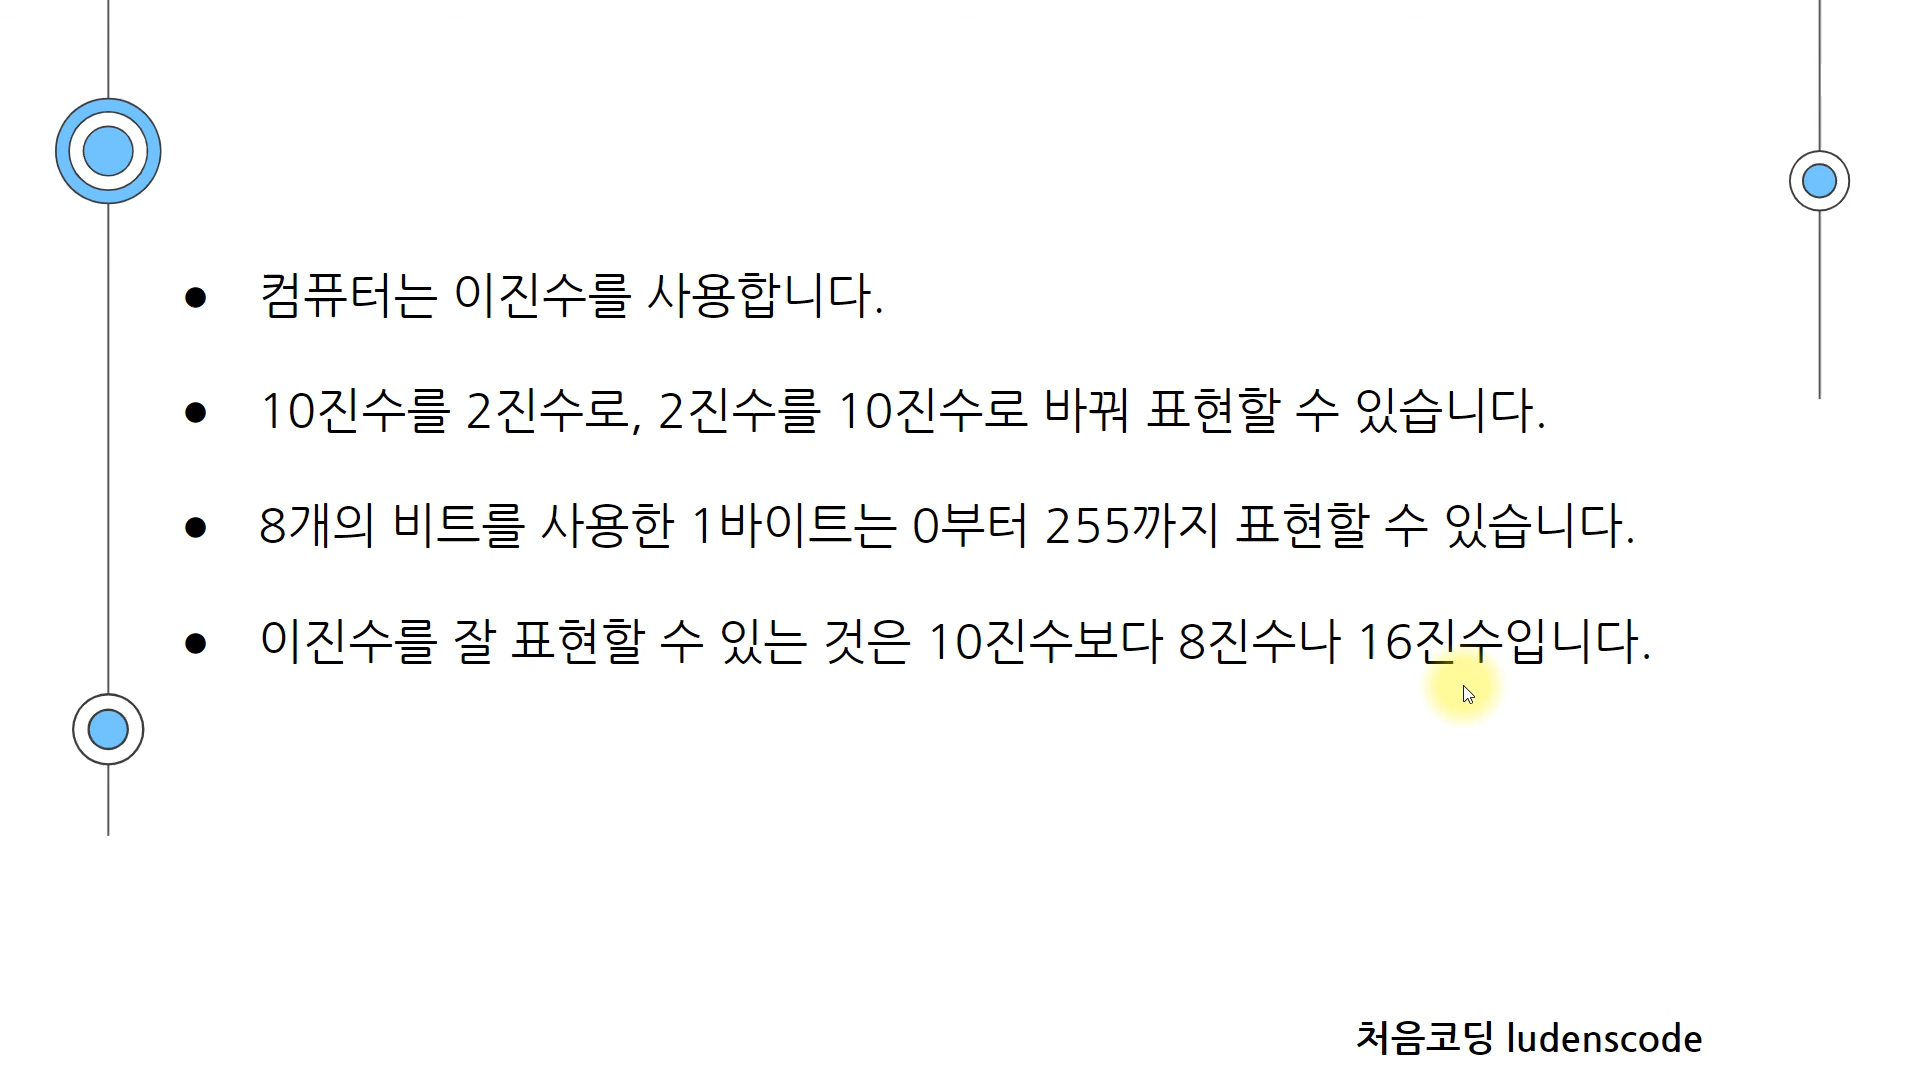 ● 컴퓨터는 이진수를 사용합니다.
● 10진수를 2진수로, 2진수를 10진수로 바꿔 표현할 수 있습니다.
● 8개의 비트를 사용한 1바이트는 0부터 255까지 표현할 수 있습니다.
● 이진수를 잘 표현할 수 있는 것은 10진수보다 8진수나 16진수입니다.
처음코딩 ludenscode